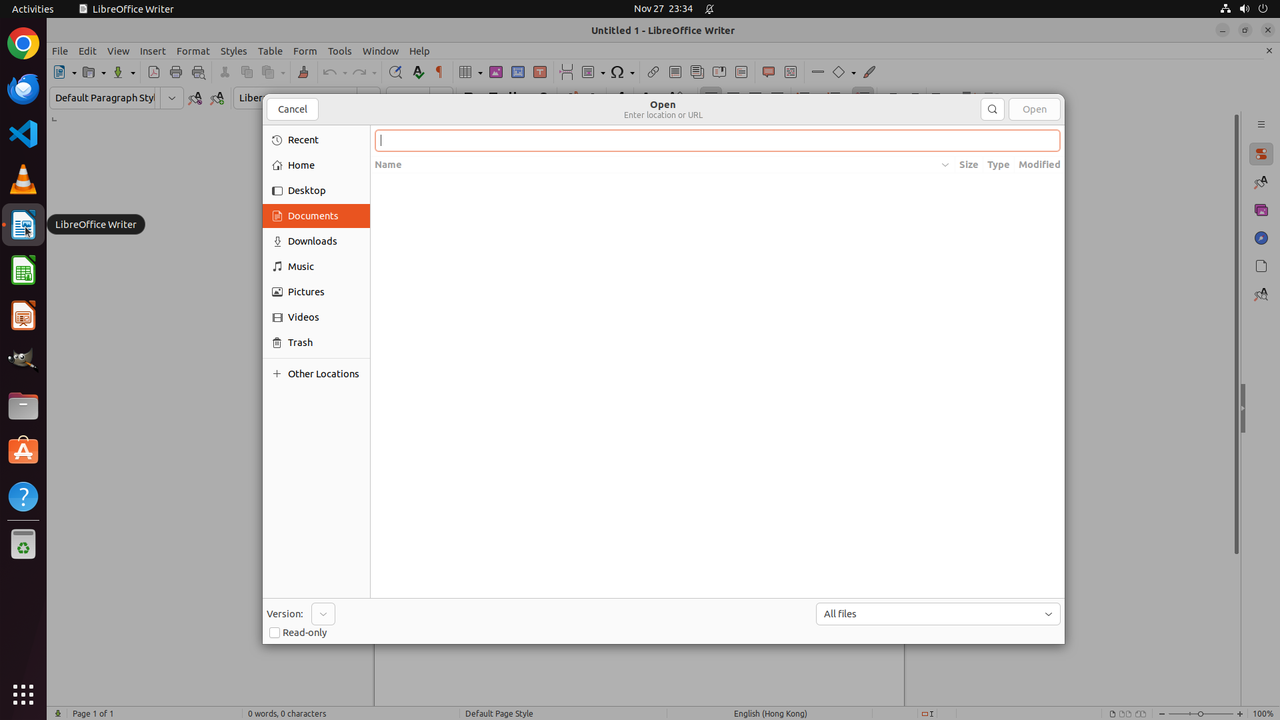 Activities
LibreOffice Writer
Nov 27 23:34
Untitled 1 - LibreOffice Writer
File Edit View Insert Format Styles Table Form Tools Window Help
Default Paragraph Styl
Cancel
Open
Enter location or URL
Open
Recent
Home
Desktop
Documents
Downloads
Music
Pictures
Videos
Trash
Other Locations
Name Size Type Modified
LibreOffice Writer
Version:
All files
Read-only
Page 1 of 1
0 words, 0 characters
Default Page Style
English (Hong Kong)
100%